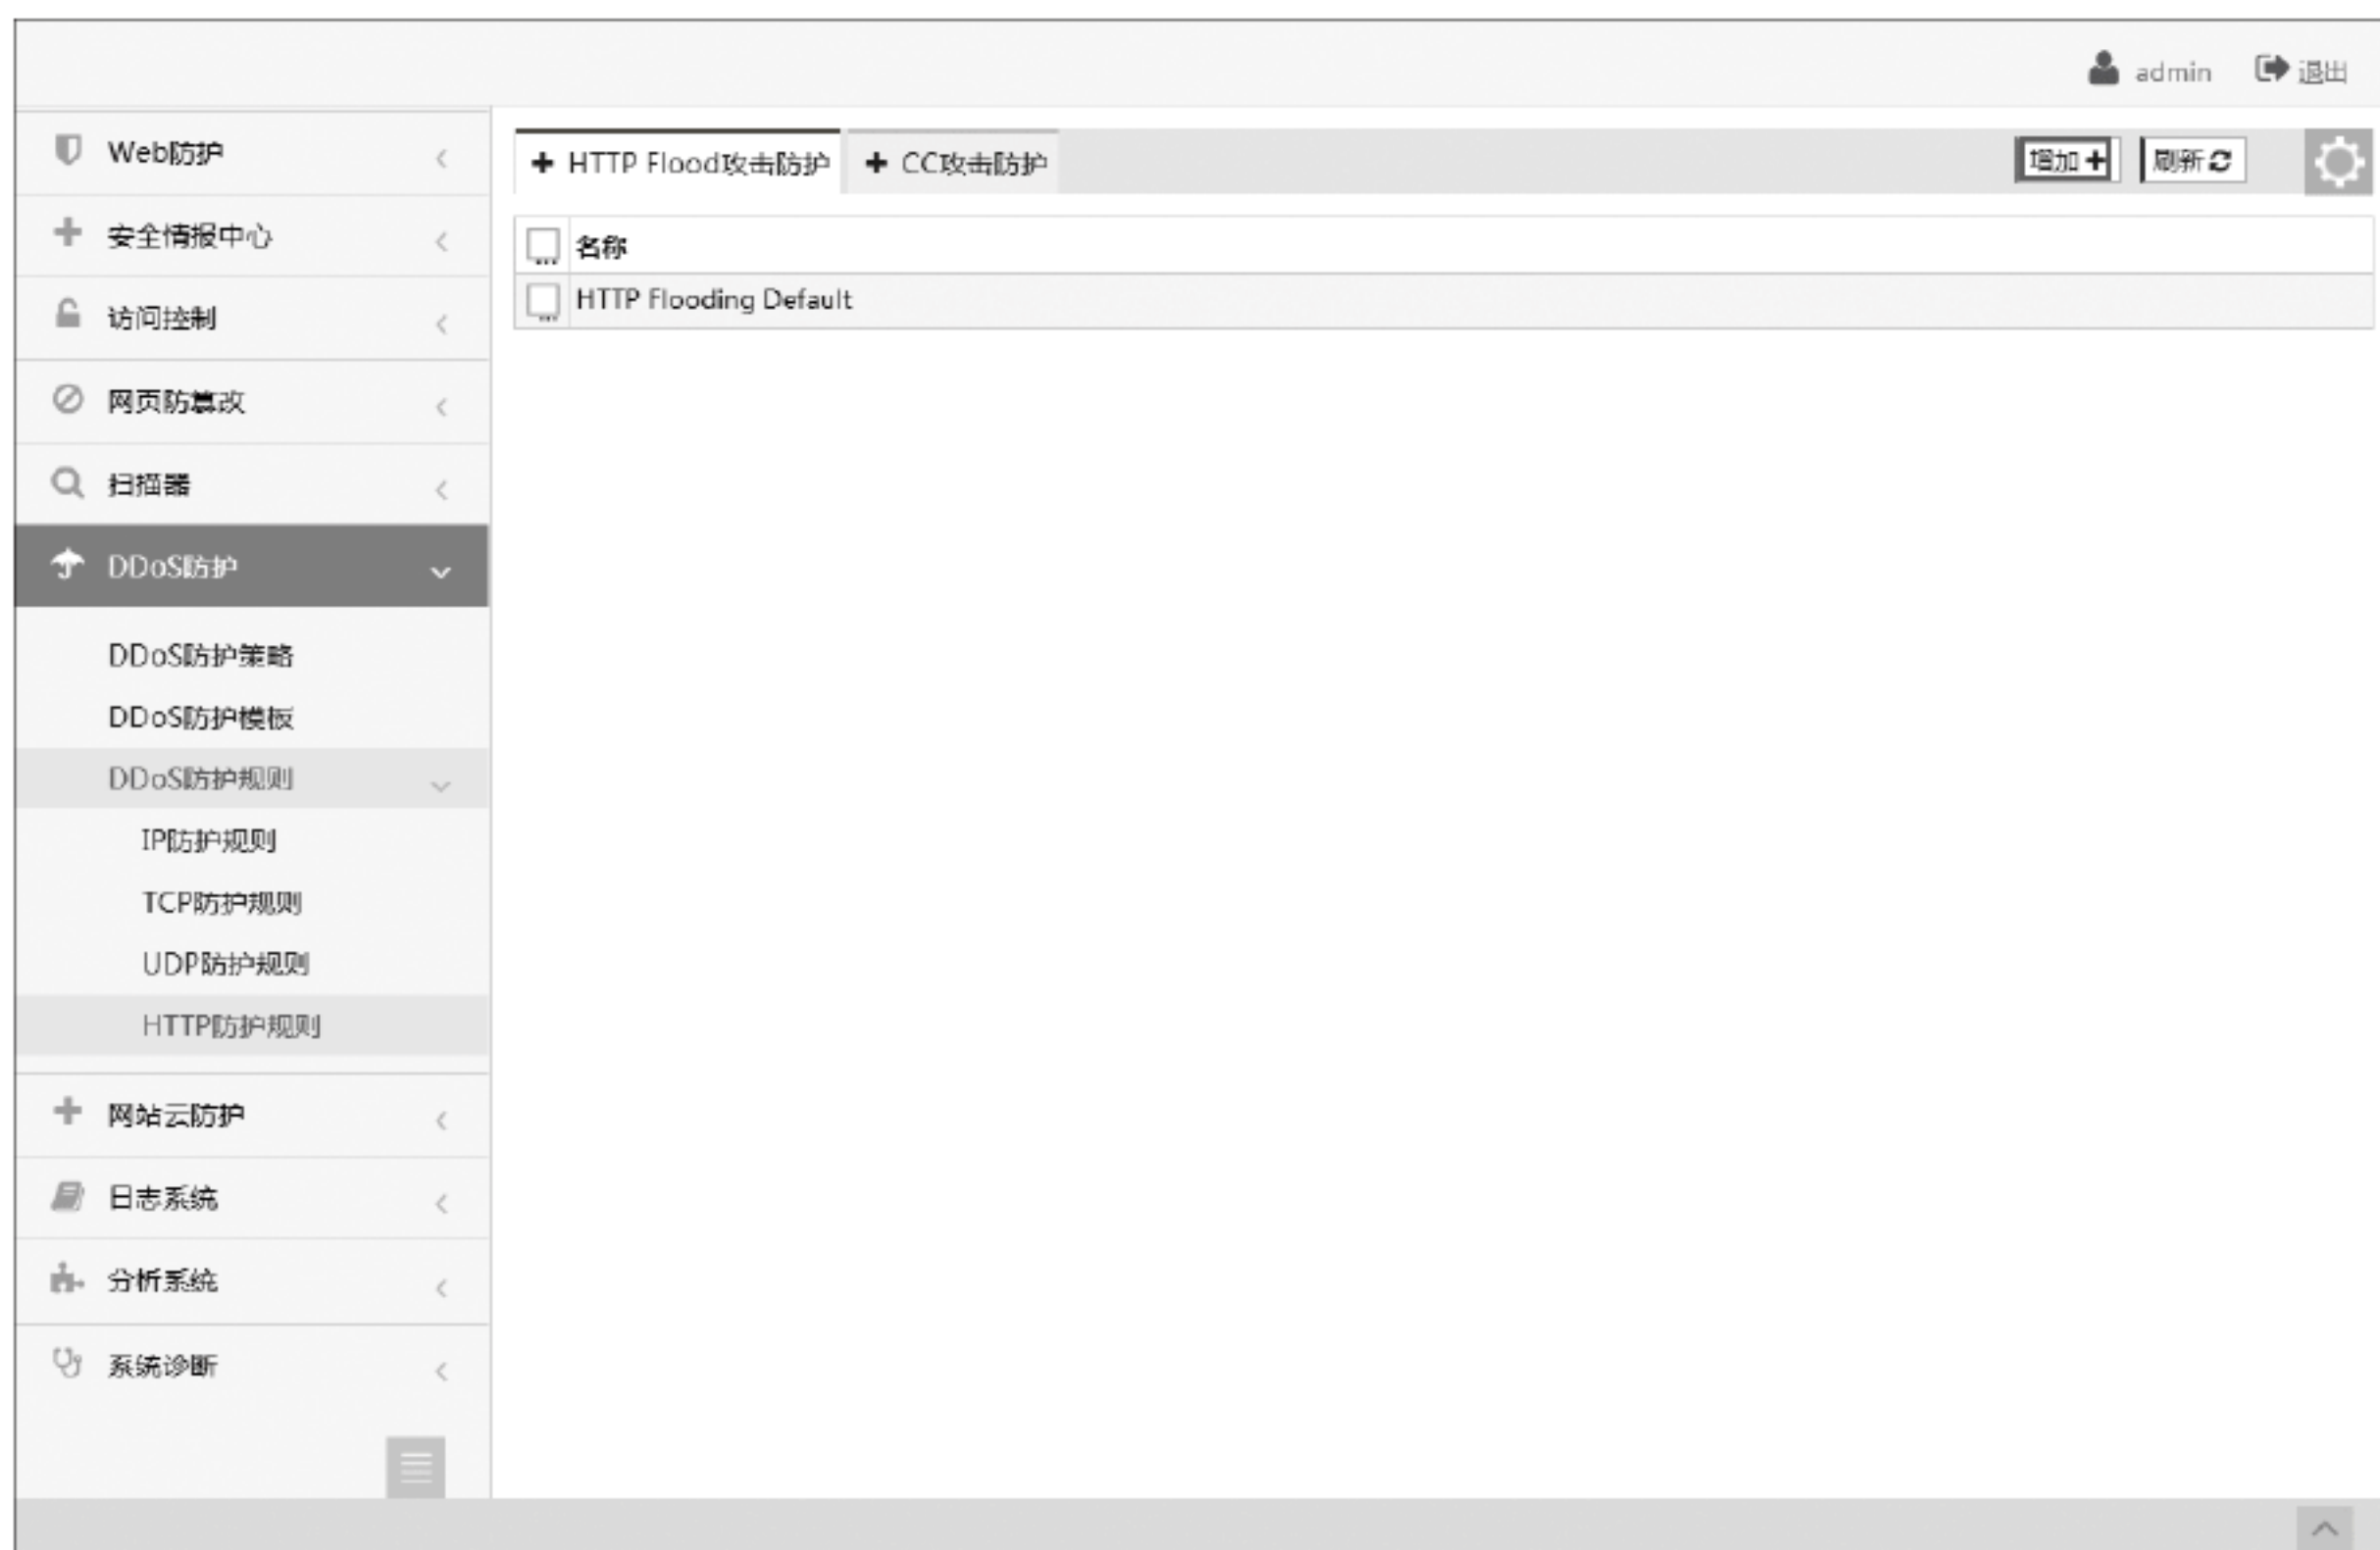 admin 退出
Web防护
安全情报中心
访问控制
网页防篡改
扫描器
DDoS防护
DDoS防护策略
DDoS防护模板
DDoS防护规则
IP防护规则
TCP防护规则
UDP防护规则
HTTP防护规则
网站云防护
日志系统
分析系统
系统诊断
HTTP Flood攻击防护 CC攻击防护 增加 刷新
名称
HTTP Flooding Default